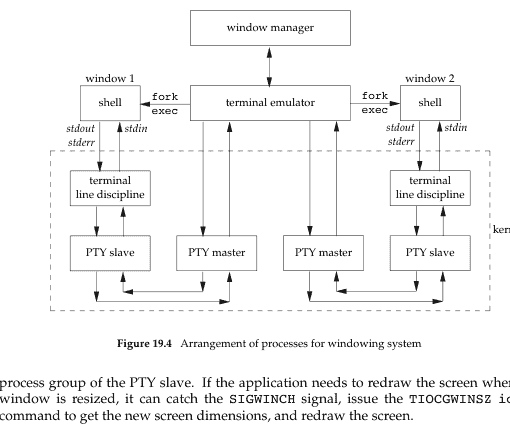 window manager
window 1
window 2
shell
fork
exec
terminal emulator
fork
exec
shell
stdout
stderr
stdin
stdout
stderr
stdin
terminal
line discipline
terminal
line discipline
PTY slave
PTY master
PTY master
PTY slave
Figure 19.4 Arrangement of processes for windowing system
process group of the PTY slave. If the application needs to redraw the screen
window is resized, it can catch the SIGWINCH signal, issue the TIOCGWINSZ
command to get the new screen dimensions, and redraw the screen.